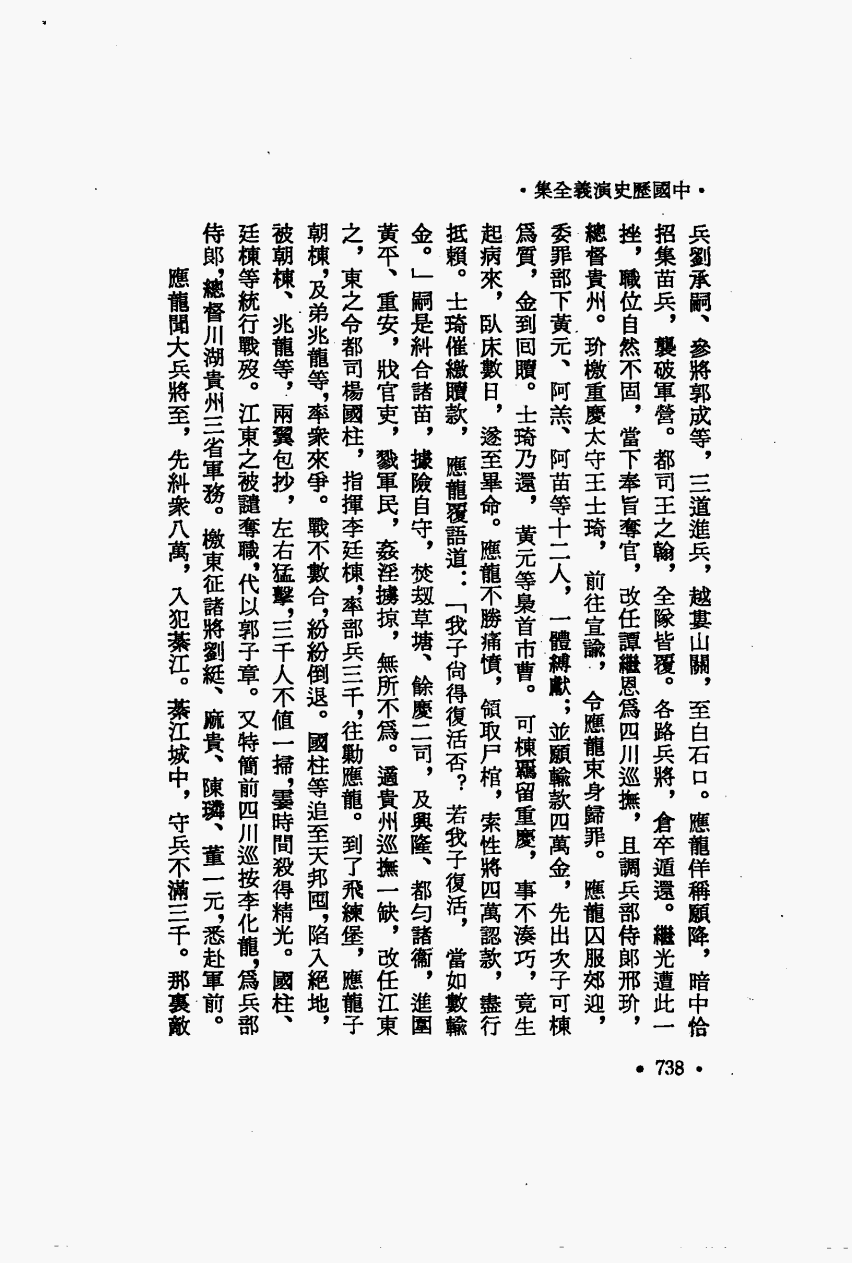 •中國歷史演義全集•
兵劉承嗣、參將郭成等，三道進兵，越婁山關，至白石口。應龍佯稱願降，暗中恰
招集苗兵，襲破軍營。都司王之翰，全隊皆覆。各路兵將，倉卒遁還。繼光遭此一
挫，職位自然不固，當下奉旨奪官，改任譚繼恩爲四川巡撫，且調兵部侍郎邢玠，
總督貴州。玠檄重慶太守王士琦，前往宣諭，令應龍束身歸罪。應龍囚服郊迎，
委罪部下黃元、阿羔、阿苗等十二人，一體縛獻；並願輸款四萬金，先出次子可棟
爲質，金到囘贖。士琦乃還，黃元等梟首市曹。可棟羈留重慶，事不湊巧，竟生
起病來，臥床數日，遂至畢命。應龍不勝痛憤，領取尸棺，索性將四萬認款，盡行
抵賴。士琦催繳贖款，應龍覆語道：「我子尙得復活否？若我子復活，當如數輸
金。」嗣是糾合諸苗，據險自守，焚刧草塘、餘慶二司，及興隆、都勻諸衞，進圍
黃平、重安，戕官吏，戮軍民，姦淫擄掠，無所不爲。適貴州巡撫一缺，改任江東
之，東之令都司楊國柱，指揮李廷棟，率部兵三千，往勦應龍。到了飛練堡，應龍子
朝棟，及弟兆龍等，率衆來爭。戰不數合，紛紛倒退。國柱等追至天邦囤，陷入絕地，
被朝棟、兆龍等，兩翼包抄，左右猛擊，三千人不値一掃，霎時間殺得精光。國柱、
廷棟等統行戰歿。江東之被譴奪職，代以郭子章。又特簡前四川巡按李化龍，爲兵部
侍郎，總督川湖貴州三省軍務。檄東征諸將劉綎、麻貴、陳璘、董一元，悉赴軍前。
應龍聞大兵將至，先糾衆八萬，入犯綦江。綦江城中，守兵不滿三千。那裏敵
•738•